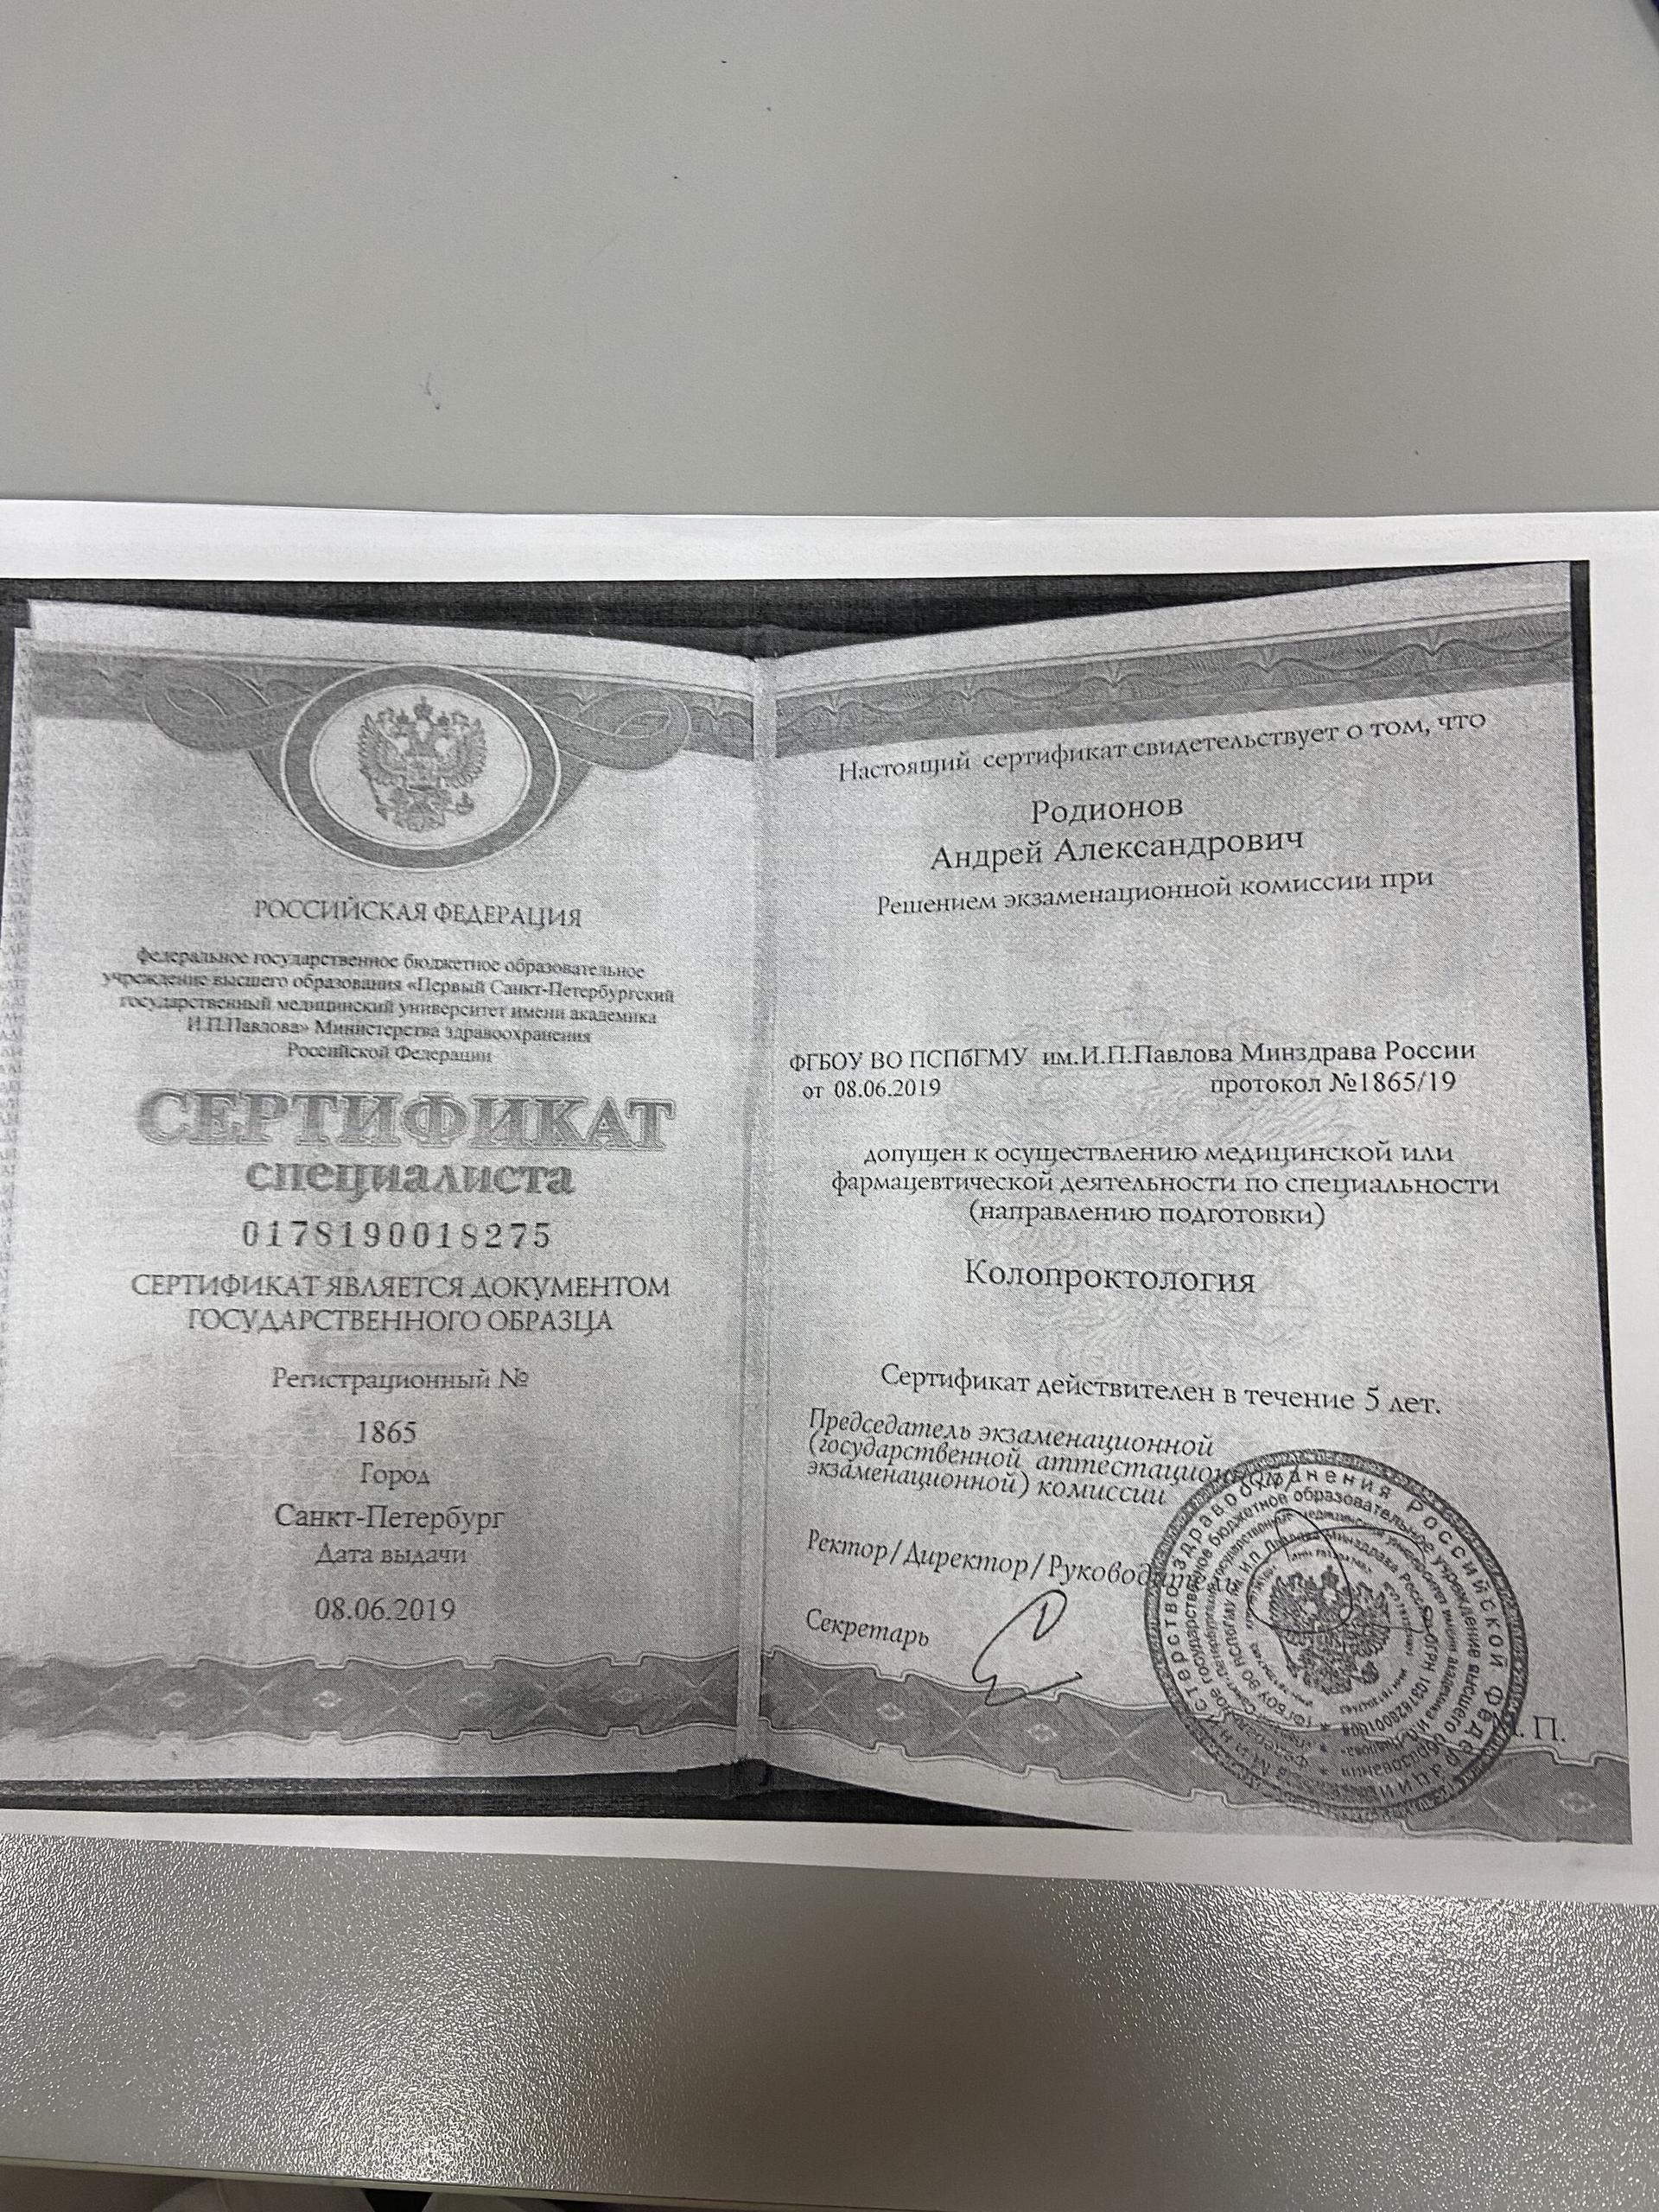 РОССИЙСКАЯ ФЕДЕРАЦИЯ
федеральное государственное бюджетное образовательное
учреждение высшего образования «Первый Санкт-Петербургский
государственный медицинский университет имени академика
И.П.Павлова» Министерства здравоохранения
Российской Федерации
СЕРТИФИКАТ
специалиста
0178190018275
СЕРТИФИКАТ ЯВЛЯЕТСЯ ДОКУМЕНТОМ
ГОСУДАРСТВЕННОГО ОБРАЗЦА
Регистрационный №
1865
Город
Санкт-Петербург
Дата выдачи
08.06.2019
Настоящий сертификат свидетельствует о том, что
Родионов
Андрей Александрович
Решением экзаменационной комиссии при
ФГБОУ ВО ПСПбГМУ им.И.П.Павлова Минздрава России
от 08.06.2019 протокол №1865/19
допущен к осуществлению медицинской или
фармацевтической деятельности по специальности
(направлению подготовки)
Колопроктология
Сертификат действителен в течение 5 лет.
Председатель экзаменационной
(государственной аттестационной/
экзаменационной) комиссии
Ректор/Директор/Руководитель
Секретарь
М. П.
Министерство здравоохранения Российской Федерации